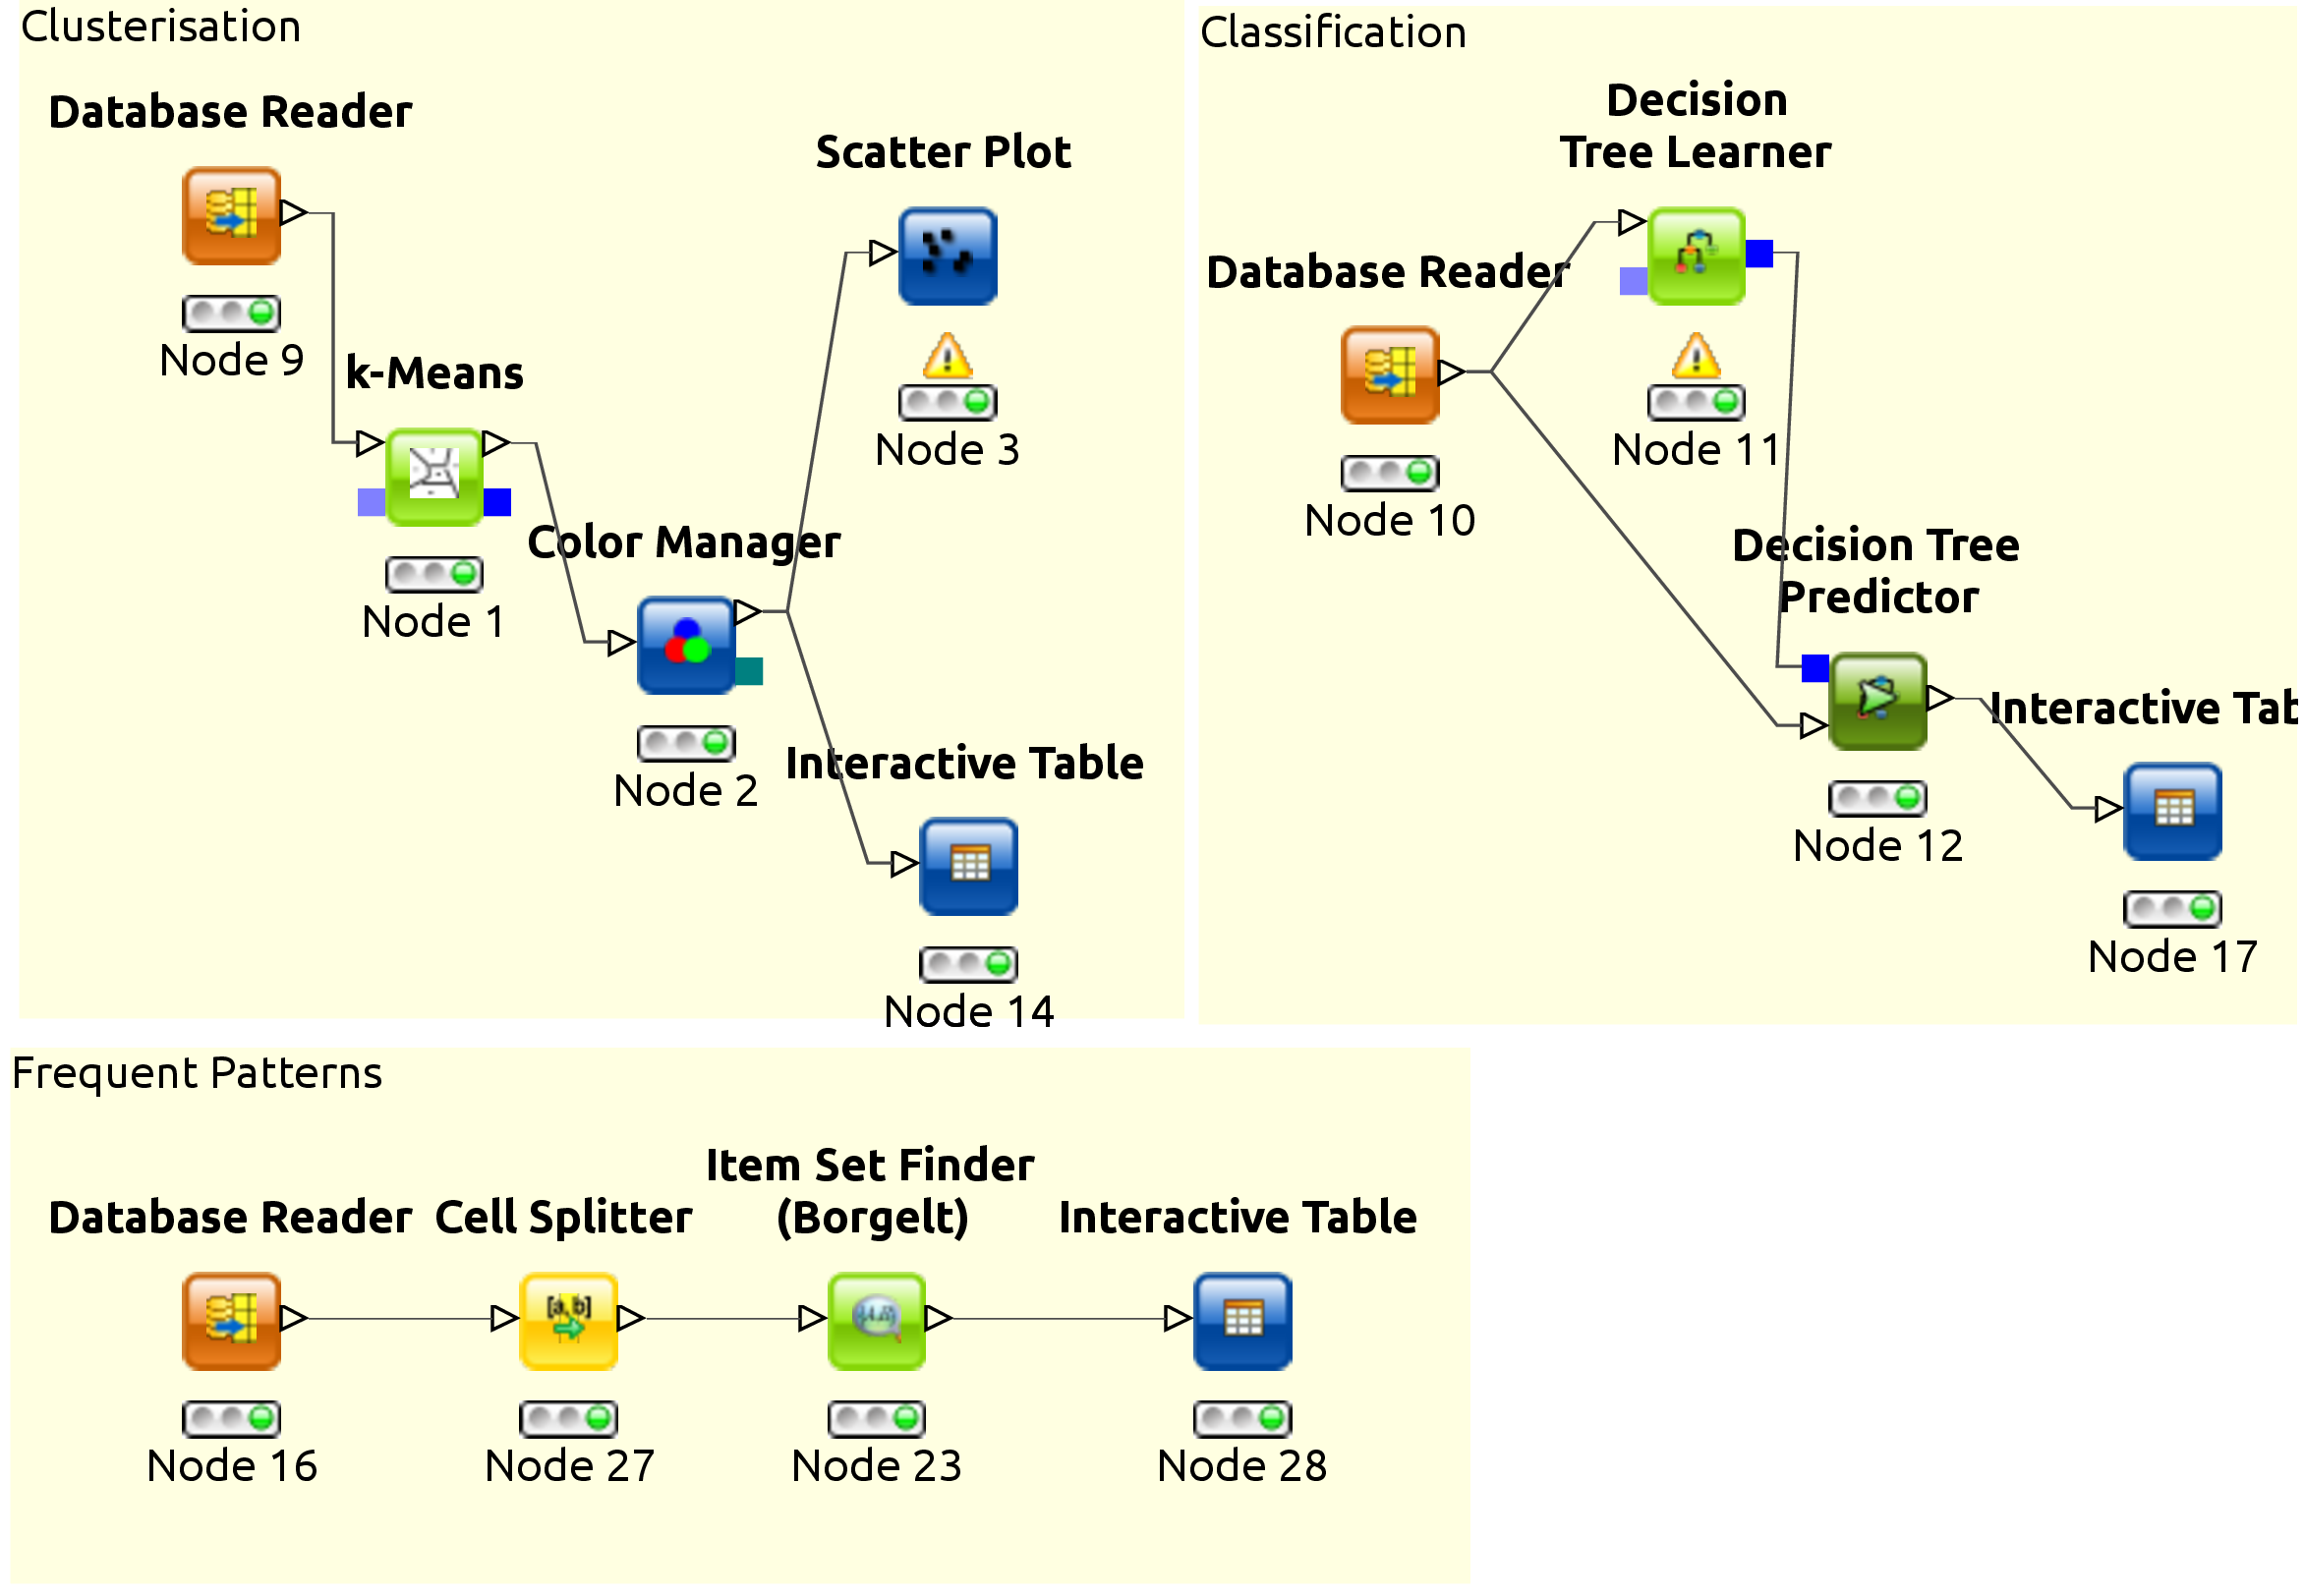 Clusterisation
Database Reader
Node 9
k-Means
Node 1
Color Manager
Node 2
Scatter Plot
Node 3
Interactive Table
Node 14
Classification
Database Reader
Node 10
Decision
Tree Learner
Node 11
Decision Tree
Predictor
Node 12
Interactive Tab
Node 17
Frequent Patterns
Database Reader
Node 16
Cell Splitter
[a,b]
Node 27
Item Set Finder
(Borgelt)
Node 23
Interactive Table
Node 28